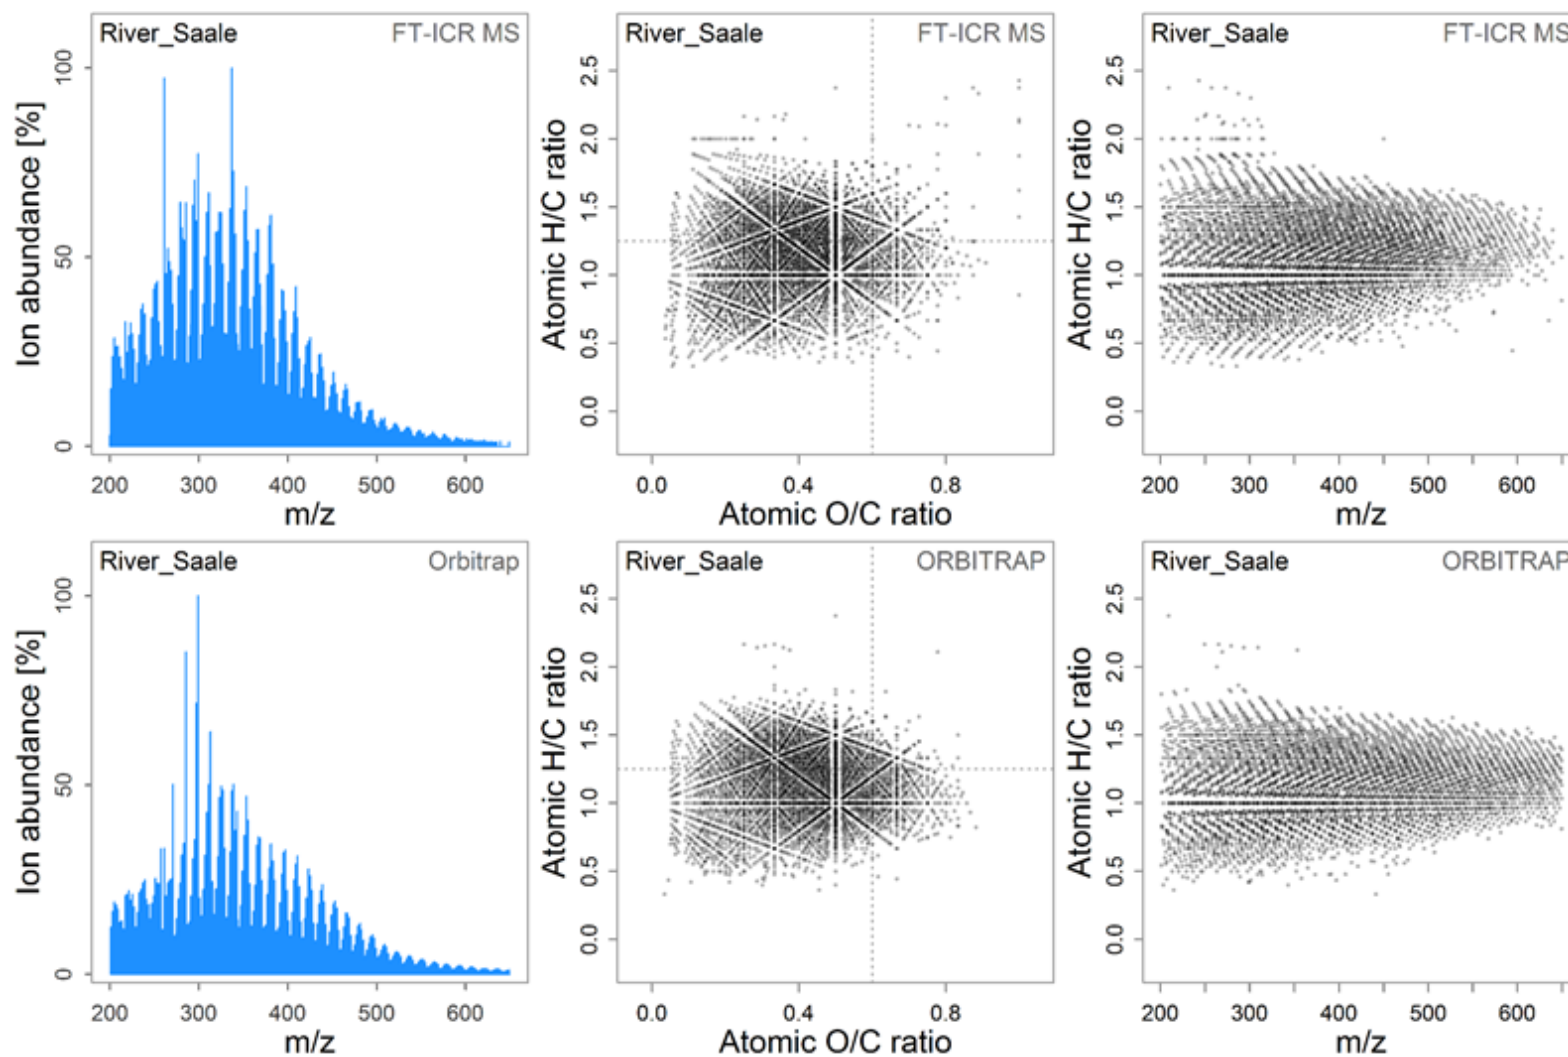 River_Saale FT-ICR MS
Ion abundance [%]
100
50
0
200 300 400 500 600
m/z
River_Saale FT-ICR MS
Atomic H/C ratio
2.5
2.0
1.5
1.0
0.5
0.0
0.0 0.4 0.8
Atomic O/C ratio
River_Saale FT-ICR MS
Atomic H/C ratio
2.5
2.0
1.5
1.0
0.5
0.0
200 300 400 500 600
m/z
River_Saale Orbitrap
Ion abundance [%]
100
50
0
200 300 400 500 600
m/z
River_Saale ORBITRAP
Atomic H/C ratio
2.5
2.0
1.5
1.0
0.5
0.0
0.0 0.4 0.8
Atomic O/C ratio
River_Saale ORBITRAP
Atomic H/C ratio
2.5
2.0
1.5
1.0
0.5
0.0
200 300 400 500 600
m/z